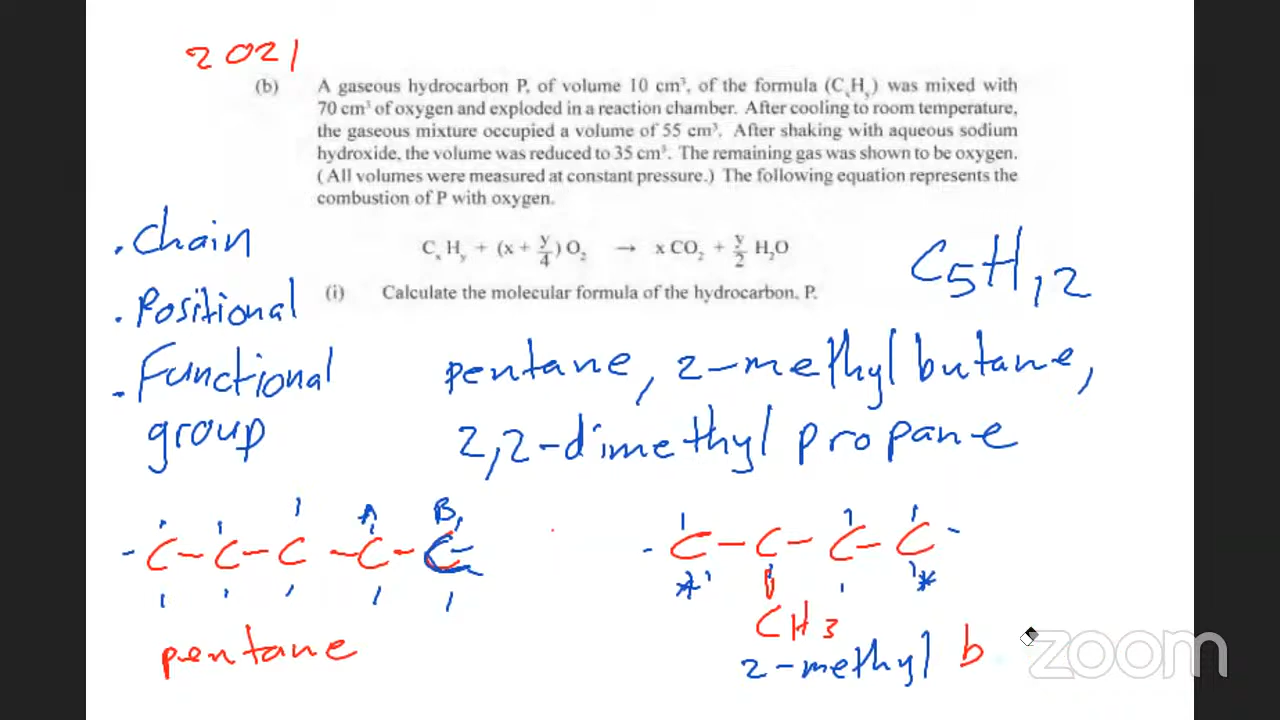 2021
(b) A gaseous hydrocarbon P, of volume 10 cm³, of the formula (CₓHᵧ) was mixed with
70 cm³ of oxygen and exploded in a reaction chamber. After cooling to room temperature,
the gaseous mixture occupied a volume of 55 cm³. After shaking with aqueous sodium
hydroxide, the volume was reduced to 35 cm³. The remaining gas was shown to be oxygen.
(All volumes were measured at constant pressure.) The following equation represents the
combustion of P with oxygen.
CₓHᵧ + (x + y/4) O₂ → x CO₂ + y/2 H₂O
(i) Calculate the molecular formula of the hydrocarbon, P.
C₅H₁₂
. Chain
. Positional
. Functional
group
pentane, 2-methyl butane,
2,2-dimethyl propane
A B
- C - C - C - C - C -
pentane
- C - C - C - C -
* *
CH3
2-methyl b
zoom